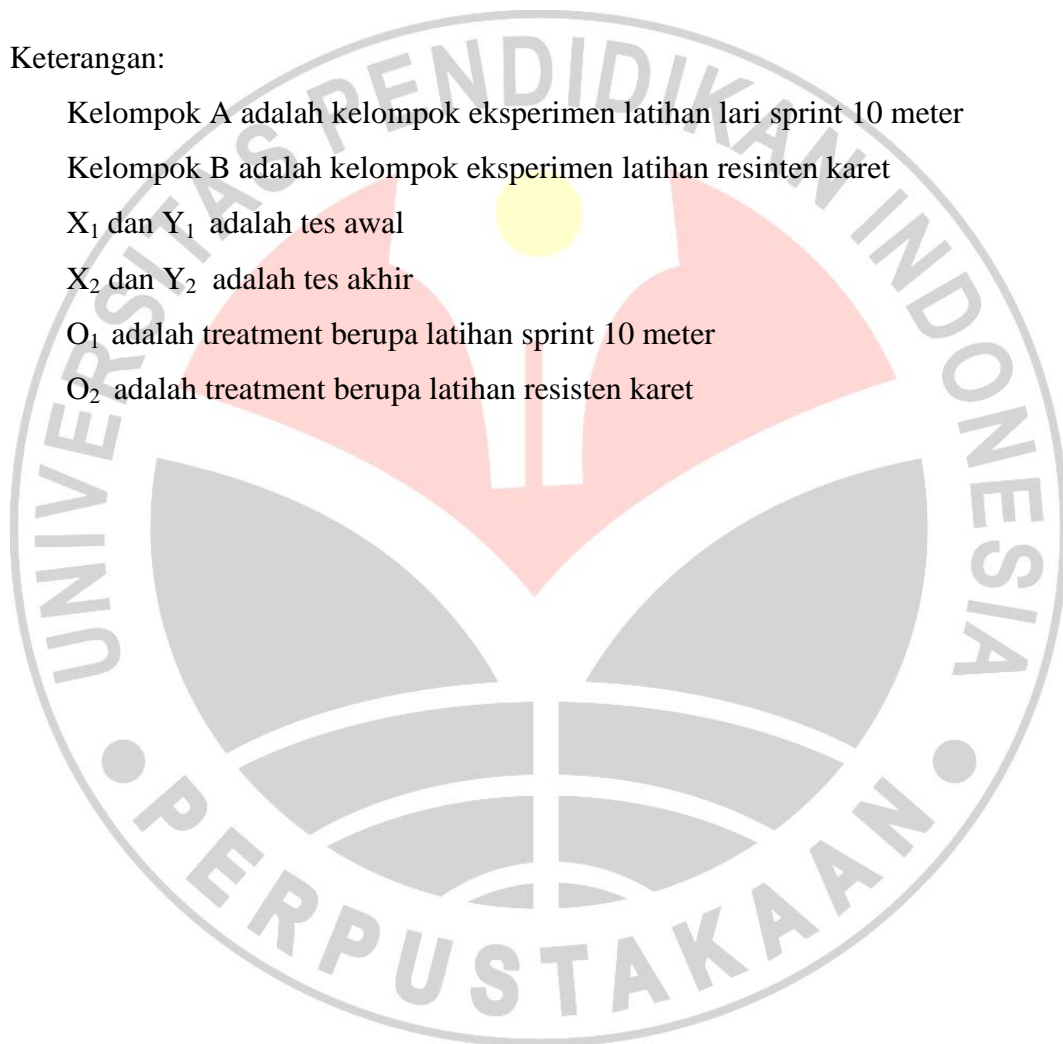 Keterangan:
Kelompok A adalah kelompok eksperimen latihan lari sprint 10 meter
Kelompok B adalah kelompok eksperimen latihan resinten karet
X₁ dan Y₁ adalah tes awal
X₂ dan Y₂ adalah tes akhir
O₁ adalah treatment berupa latihan sprint 10 meter
O₂ adalah treatment berupa latihan resisten karet
UNIVERSITAS PENDIDIKAN INDONESIA
PERPUSTAKAAN